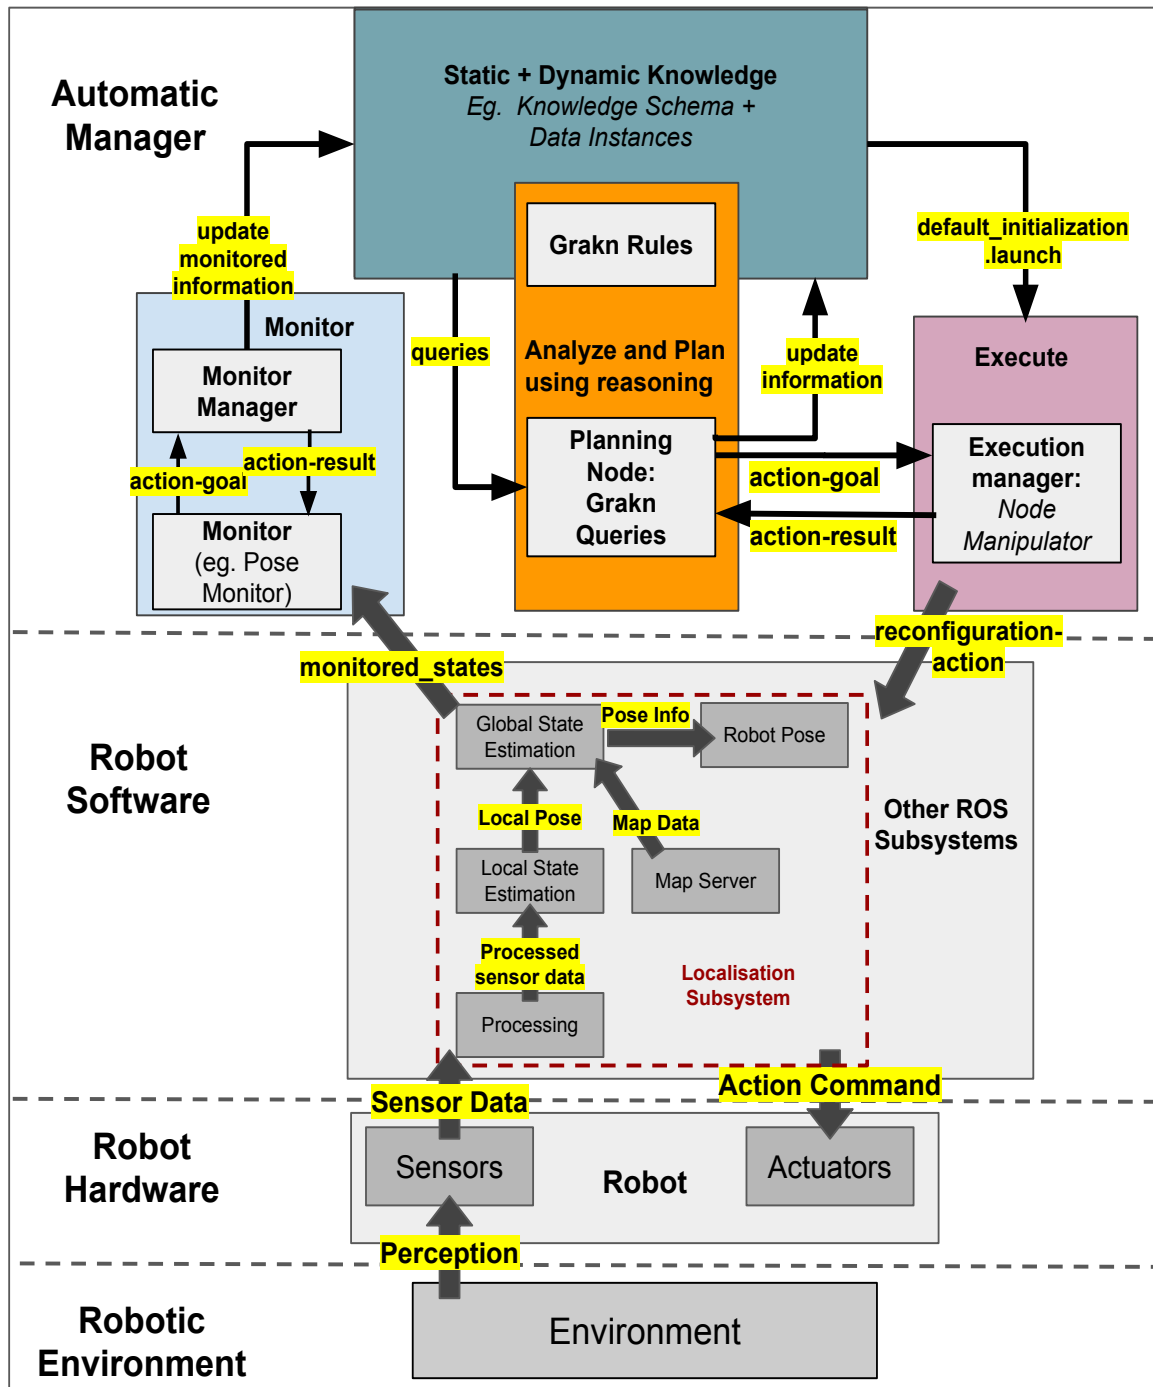 Automatic
Manager
Static + Dynamic Knowledge
Eg.  Knowledge Schema +
Data Instances
update
monitored
information
Grakn Rules
default_initialization
.launch
Monitor
queries
Analyze and Plan
using reasoning
update
information
Execute
Monitor
Manager
action-goal
action-result
Monitor
(eg. Pose
Monitor)
Planning
Node:
Grakn
Queries
action-goal
action-result
Execution
manager:
Node
Manipulator
reconfiguration-
action
monitored_states
Robot
Software
Global State
Estimation
Pose Info
Robot Pose
Local Pose
Map Data
Other ROS
Subsystems
Local State
Estimation
Map Server
Processed
sensor data
Localisation
Subsystem
Processing
Sensor Data
Action Command
Robot
Hardware
Sensors
Robot
Actuators
Perception
Robotic
Environment
Environment